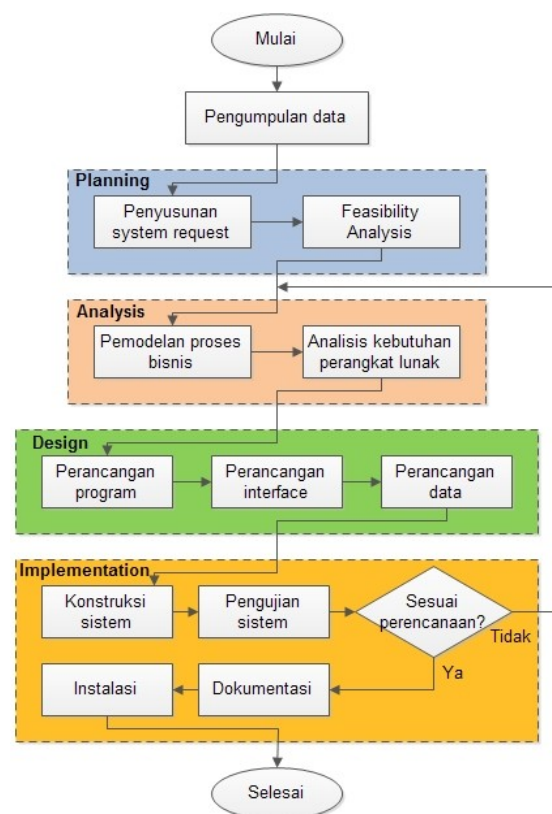 Mulai
Pengumpulan data
Planning
Penyusunan
system request
Feasibility
Analysis
Analysis
Pemodelan proses
bisnis
Analisis kebutuhan
perangkat lunak
Design
Perancangan
program
Perancangan
interface
Perancangan
data
Implementation
Konstruksi
sistem
Pengujian
sistem
Sesuai
perencanaan?
Tidak
Ya
Instalasi
Dokumentasi
Selesai